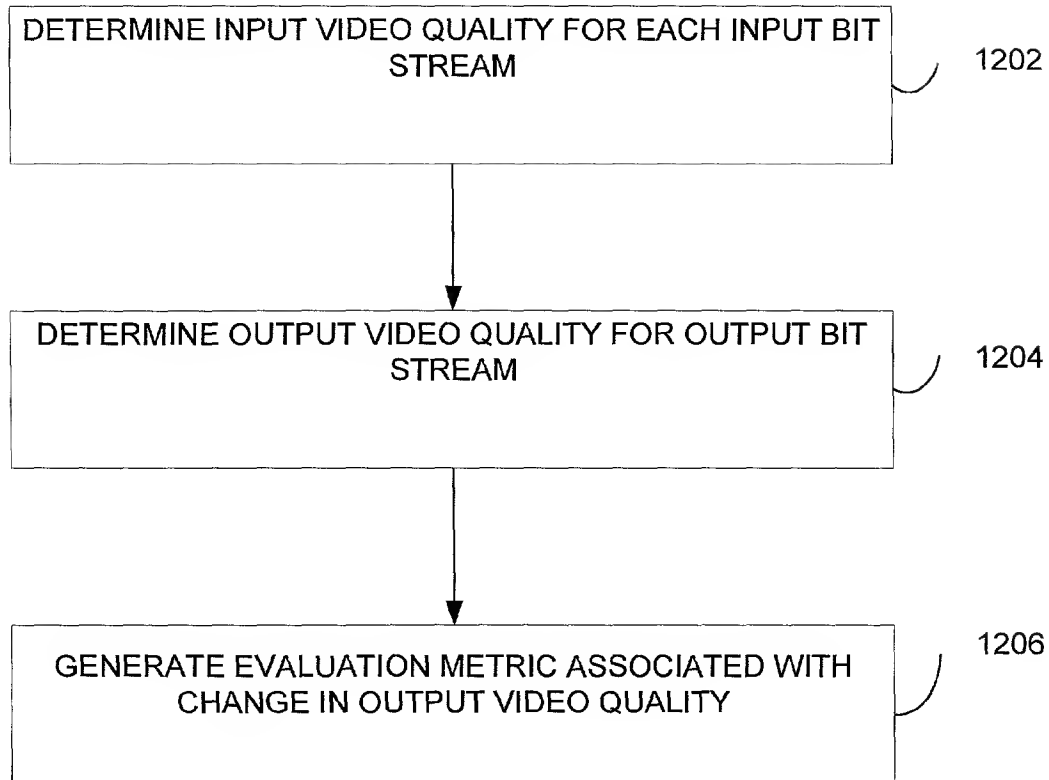 DETERMINE INPUT VIDEO QUALITY FOR EACH INPUT BIT
STREAM
1202
DETERMINE OUTPUT VIDEO QUALITY FOR OUTPUT BIT
STREAM
1204
GENERATE EVALUATION METRIC ASSOCIATED WITH
CHANGE IN OUTPUT VIDEO QUALITY
1206